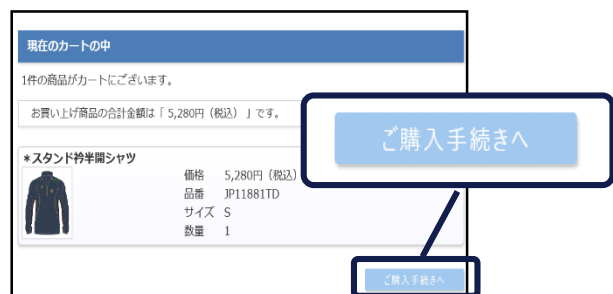 現在のカートの中
1件の商品がカートにございます。
お買い上げ商品の合計金額は「 5,280円（税込） 」です。
ご購入手続きへ
*スタンド衿半開シャツ
価格 5,280円（税込）
品番 JP11881TD
サイズ S
数量 1
ご購入手続きへ